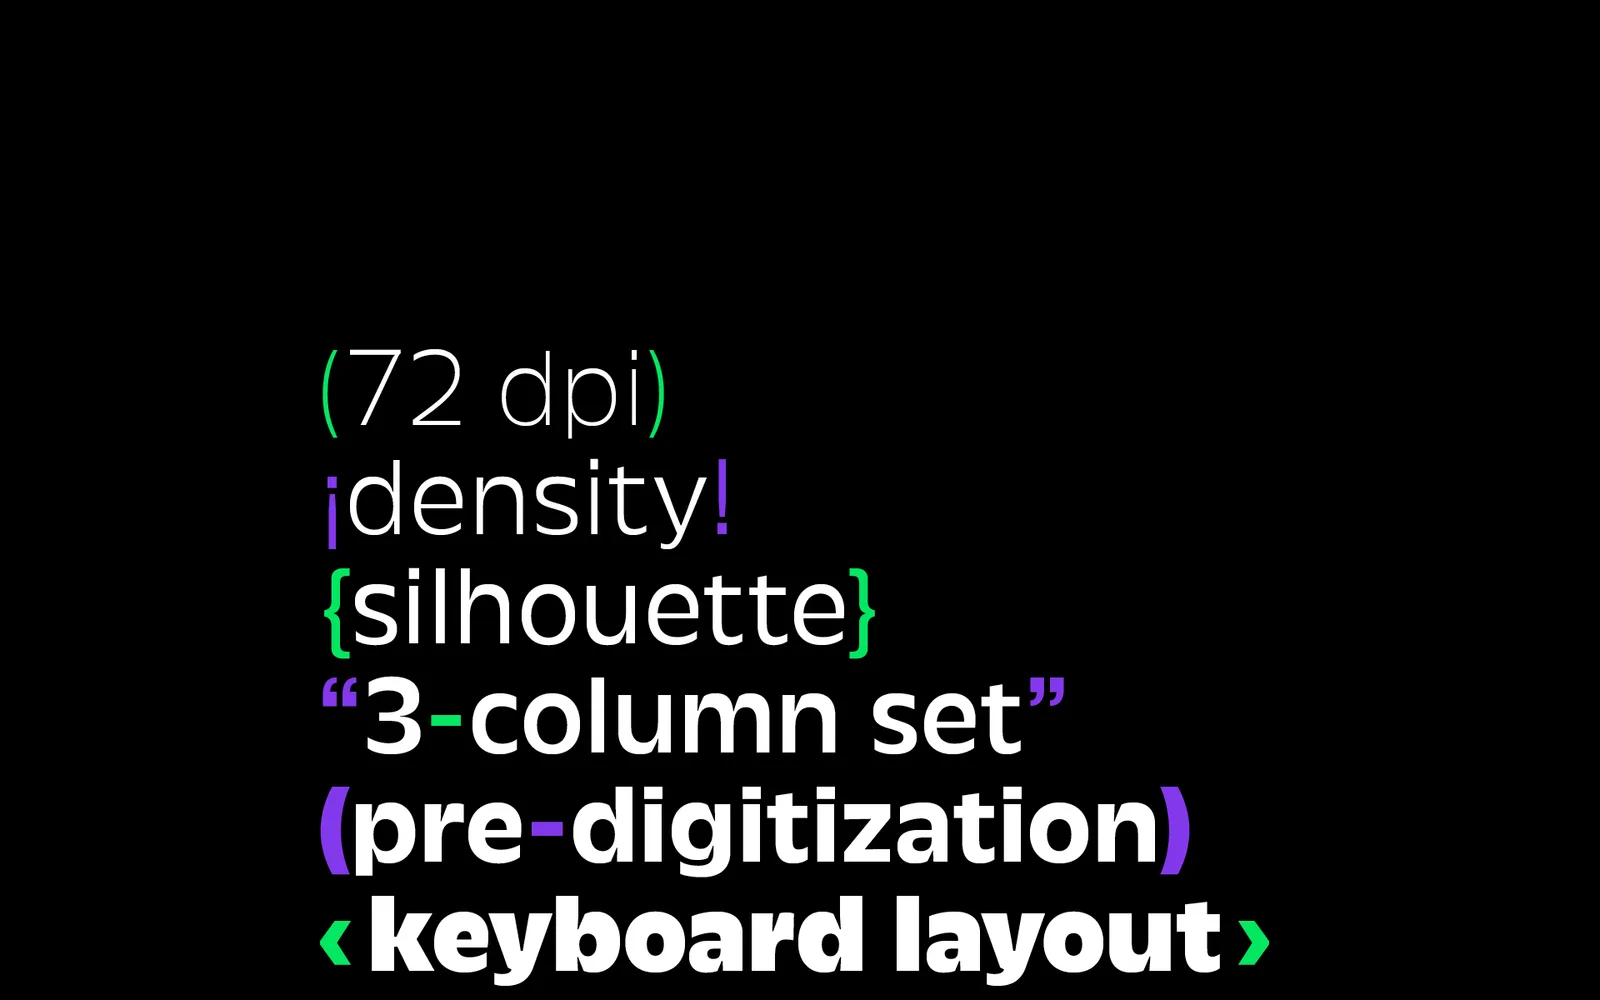 (72 dpi)
¡density!
{silhouette}
“3-column set”
(pre-digitization)
‹keyboard layout›